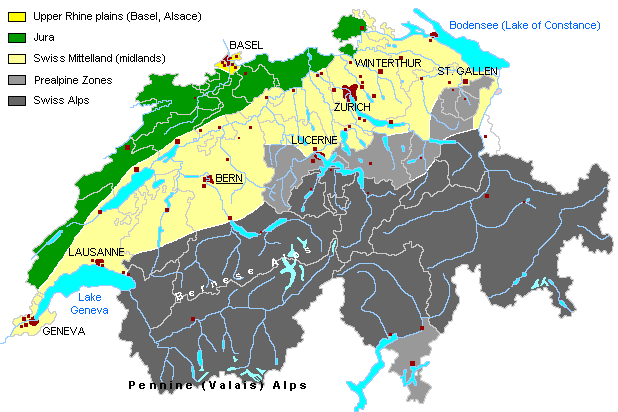 Upper Rhine plains (Basel, Alsace)
Jura
Swiss Mittelland (midlands)
Prealpine Zones
Swiss Alps
Bodensee (Lake of Constance)
BASEL
WINTERTHUR
ST. GALLEN
ZURICH
LUCERNE
BERN
LAUSANNE
Bernese Alps
Lake
Geneva
GENEVA
Pennine (Valais) Alps